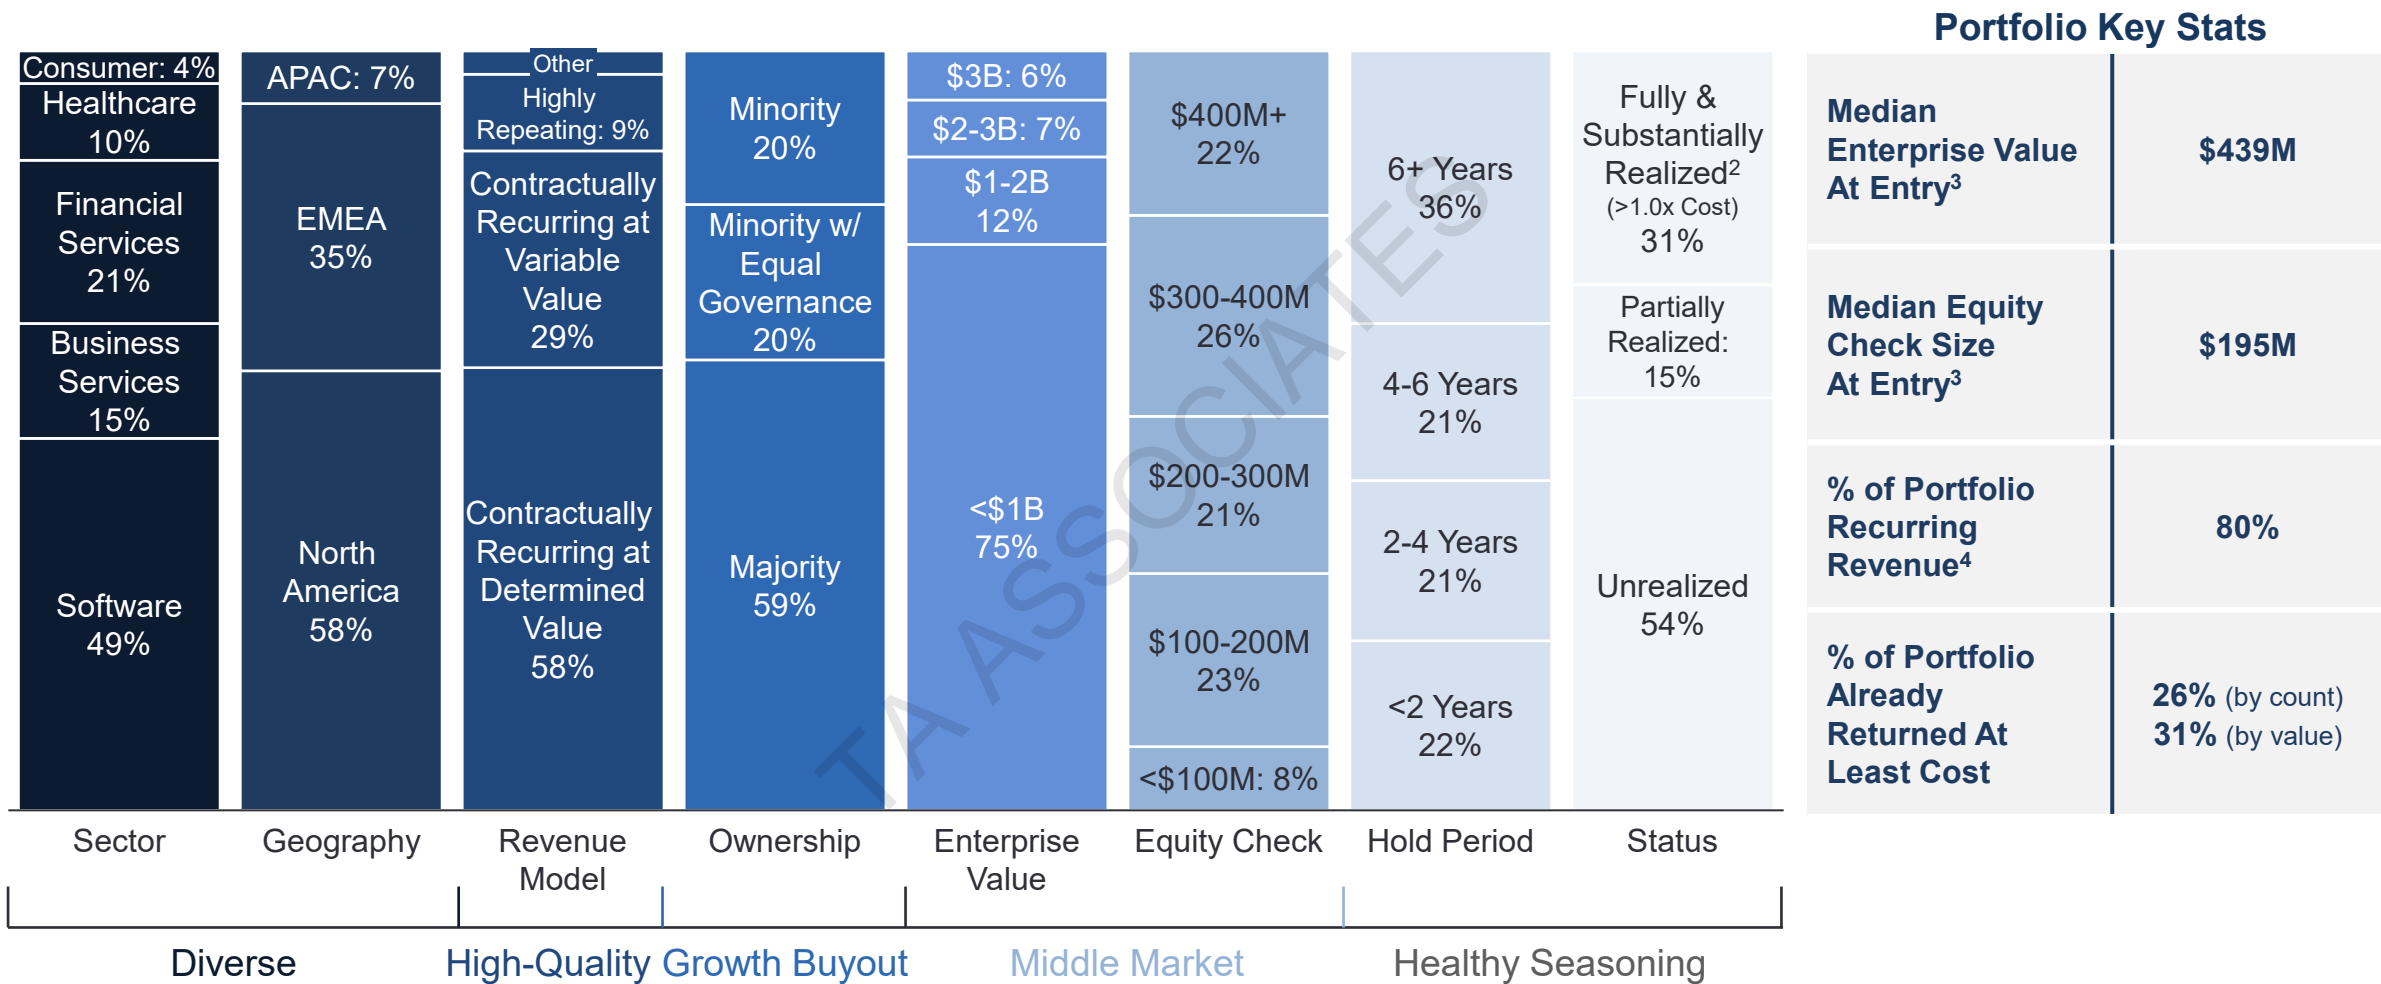 Portfolio Key Stats
Consumer: 4%
Healthcare
10%
Financial
Services
21%
Business
Services
15%
Software
49%
APAC: 7%
EMEA
35%
North
America
58%
Other
Highly
Repeating: 9%
Contractually
Recurring at
Variable
Value
29%
Contractually
Recurring at
Determined
Value
58%
Minority
20%
Minority w/
Equal
Governance
20%
Majority
59%
$3B: 6%
$2-3B: 7%
$1-2B
12%
<$1B
75%
$400M+
22%
$300-400M
26%
$200-300M
21%
$100-200M
23%
<$100M: 8%
6+ Years
36%
4-6 Years
21%
2-4 Years
21%
<2 Years
22%
Fully &
Substantially
Realized²
(>1.0x Cost)
31%
Partially
Realized:
15%
Unrealized
54%
Median
Enterprise Value
At Entry³
$439M
Median Equity
Check Size
At Entry³
$195M
% of Portfolio
Recurring
Revenue⁴
80%
% of Portfolio
Already
Returned At
Least Cost
26% (by count)
31% (by value)
TA ASSOCIATES
Sector
Geography
Revenue
Model
Ownership
Enterprise
Value
Equity Check
Hold Period
Status
Diverse
High-Quality
Growth Buyout
Middle Market
Healthy Seasoning